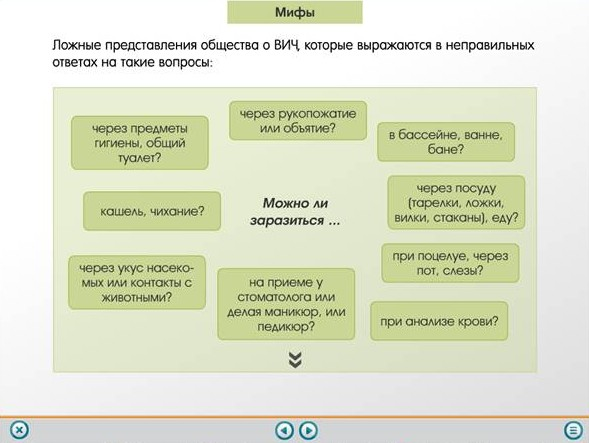 Мифы
Ложные представления общества о ВИЧ, которые выражаются в неправильных
ответах на такие вопросы:
через предметы
гигиены, общий
туалет?
через рукопожатие
или объятие?
в бассейне, ванне,
бане?
кашель, чихание?
Можно ли
заразиться ...
через посуду
(тарелки, ложки,
вилки, стаканы), еду?
через укус насеко-
мых или контакты с
животными?
на приеме у
стоматолога или
делая маникюр, или
педикюр?
при поцелуе, через
пот, слезы?
при анализе крови?